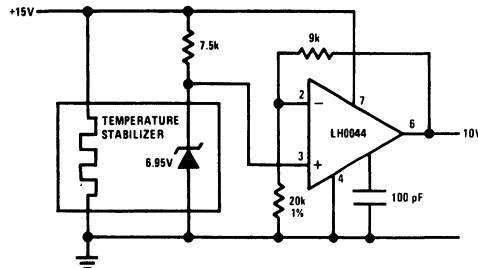 +15V
7.5k
9k
TEMPERATURE
STABILIZER
6.95V
2
7
LH0044
6
10V
3
4
20k
1%
100 pF